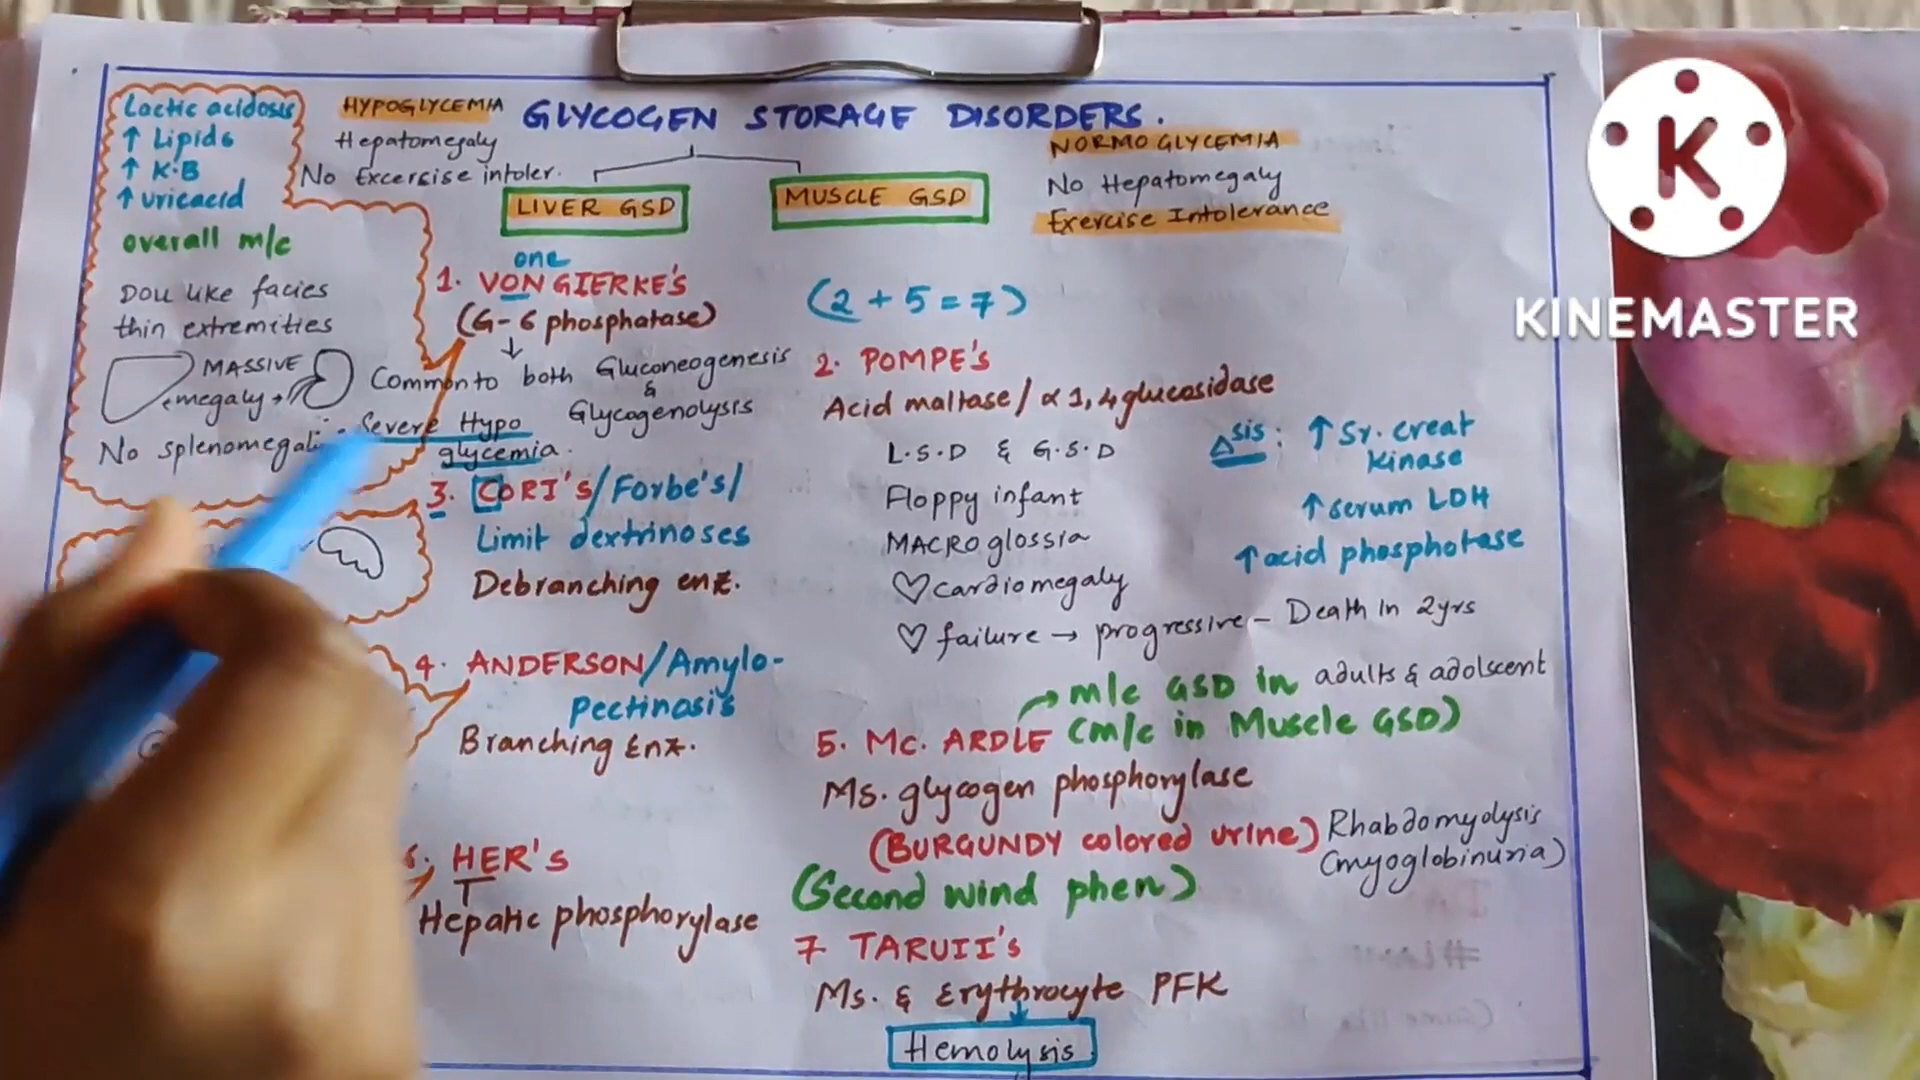 GLYCOGEN STORAGE DISORDERS.
HYPOGLYCEMIA
Hepatomegaly
No Excersise intoler.
LIVER GSD
MUSCLE GSD
NORMO GLYCEMIA
No Hepatomegaly
Exercise Intolerance
Lactic acidosis
↑ Lipids
↑ K.B
↑ uricacid
overall m/c
Doll like facies
thin extremities
MASSIVE
megaly
No splenomegali
one
1. VON GIERKE'S
(G-6 phosphatase)
↓
Common to both Gluconeogenesis
&
Glycogenolysis
Severe Hypo
glycemia.
3. CORI'S/Forbe's/
Limit dextrinoses
Debranching enz.
4. ANDERSON/Amylo-
Pectinosis
Branching Enz.
6. HER'S
Hepatic phosphorylase
(2 + 5 = 7)
2. POMPE'S
Acid maltase/α 1,4 glucosidase
L.S.D & G.S.D
Floppy infant
MACROglossia
♡ cardiomegaly
♡ failure → progressive - Death in 2yrs
Δsis: ↑ Sr. creat
kinase
↑ serum LDH
↑ acid phosphotase
→ m/c GSD in adults & adolscent
5. Mc. ARDLE (m/c in Muscle GSD)
Ms. glycogen phosphorylase
(BURGUNDY colored urine) Rhabdomyolysis
(myoglobinuria)
(Second wind phen)
7 TARUII's
Ms. & Erythrocyte PFK
↓
Hemolysis
K
KINEMASTER